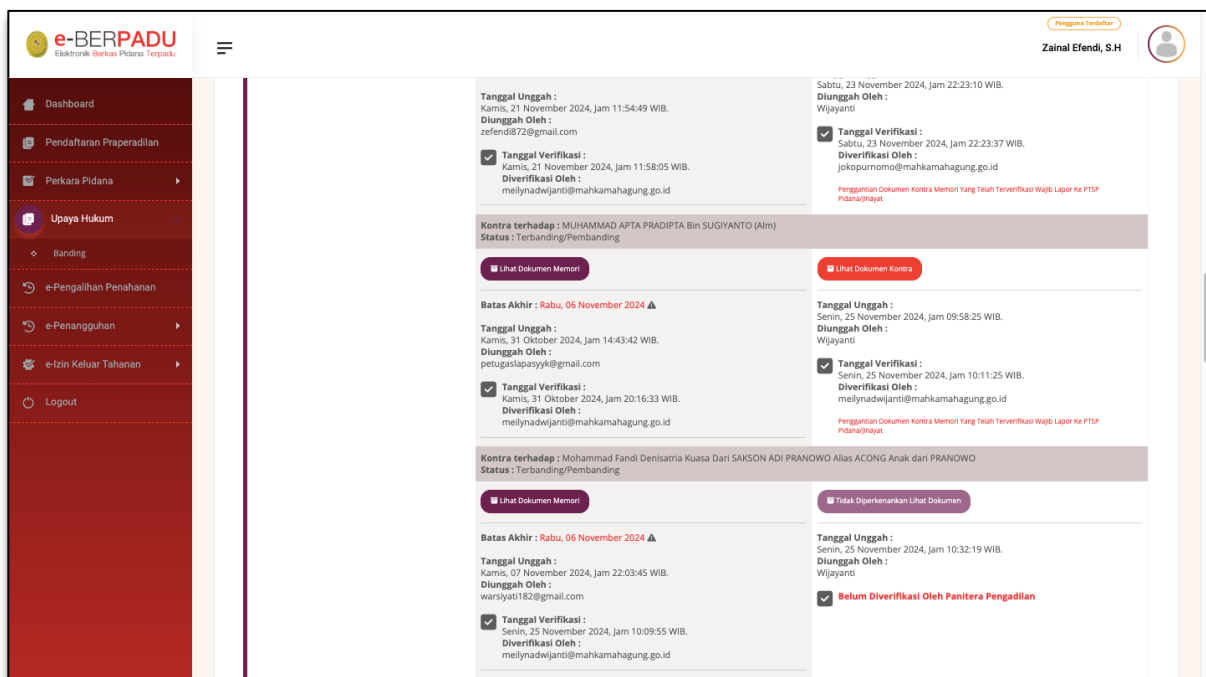 e-BERPADU
Elektronik Berkas Pidana Terpadu
Pengguna Terdaftar
Zainal Efendi, S.H
Dashboard
Pendaftaran Praperadilan
Perkara Pidana
Upaya Hukum
Banding
e-Pengalihan Penahanan
e-Penangguhan
e-Izin Keluar Tahanan
Logout
Tanggal Unggah :
Kamis, 21 November 2024, Jam 11:54:49 WIB.
Diunggah Oleh :
zefendi872@gmail.com
Tanggal Verifikasi :
Kamis, 21 November 2024, Jam 11:58:05 WIB.
Diverifikasi Oleh :
meilynadwijanti@mahkamahagung.go.id
Sabtu, 23 November 2024, Jam 22:23:10 WIB.
Diunggah Oleh :
Wijayanti
Tanggal Verifikasi :
Sabtu, 23 November 2024, Jam 22:23:37 WIB.
Diverifikasi Oleh :
jokopurnomo@mahkamahagung.go.id
Penggantian Dokumen Kontra Memori Yang Telah Terverifikasi Wajib Lapor Ke PTSP
Pidana/Jinayat
Kontra terhadap : MUHAMMAD APTA PRADIPTA Bin SUGIYANTO (Alm)
Status : Terbanding/Pembanding
Lihat Dokumen Memori
Batas Akhir : Rabu, 06 November 2024
Tanggal Unggah :
Kamis, 31 Oktober 2024, Jam 14:43:42 WIB.
Diunggah Oleh :
petugaslapasyyk@gmail.com
Tanggal Verifikasi :
Kamis, 31 Oktober 2024, Jam 20:16:33 WIB.
Diverifikasi Oleh :
meilynadwijanti@mahkamahagung.go.id
Lihat Dokumen Kontra
Tanggal Unggah :
Senin, 25 November 2024, Jam 09:58:25 WIB.
Diunggah Oleh :
Wijayanti
Tanggal Verifikasi :
Senin, 25 November 2024, Jam 10:11:25 WIB.
Diverifikasi Oleh :
meilynadwijanti@mahkamahagung.go.id
Penggantian Dokumen Kontra Memori Yang Telah Terverifikasi Wajib Lapor Ke PTSP
Pidana/Jinayat
Kontra terhadap : Mohammad Fandi Denisatria Kuasa Dari SAKSON ADI PRANOWO Alias ACONG Anak dari PRANOWO
Status : Terbanding/Pembanding
Lihat Dokumen Memori
Batas Akhir : Rabu, 06 November 2024
Tanggal Unggah :
Kamis, 07 November 2024, Jam 22:03:45 WIB.
Diunggah Oleh :
warsiyati182@gmail.com
Tanggal Verifikasi :
Senin, 25 November 2024, Jam 10:09:55 WIB.
Diverifikasi Oleh :
meilynadwijanti@mahkamahagung.go.id
Tidak Diperkenankan Lihat Dokumen
Tanggal Unggah :
Senin, 25 November 2024, Jam 10:32:19 WIB.
Diunggah Oleh :
Wijayanti
Belum Diverifikasi Oleh Panitera Pengadilan